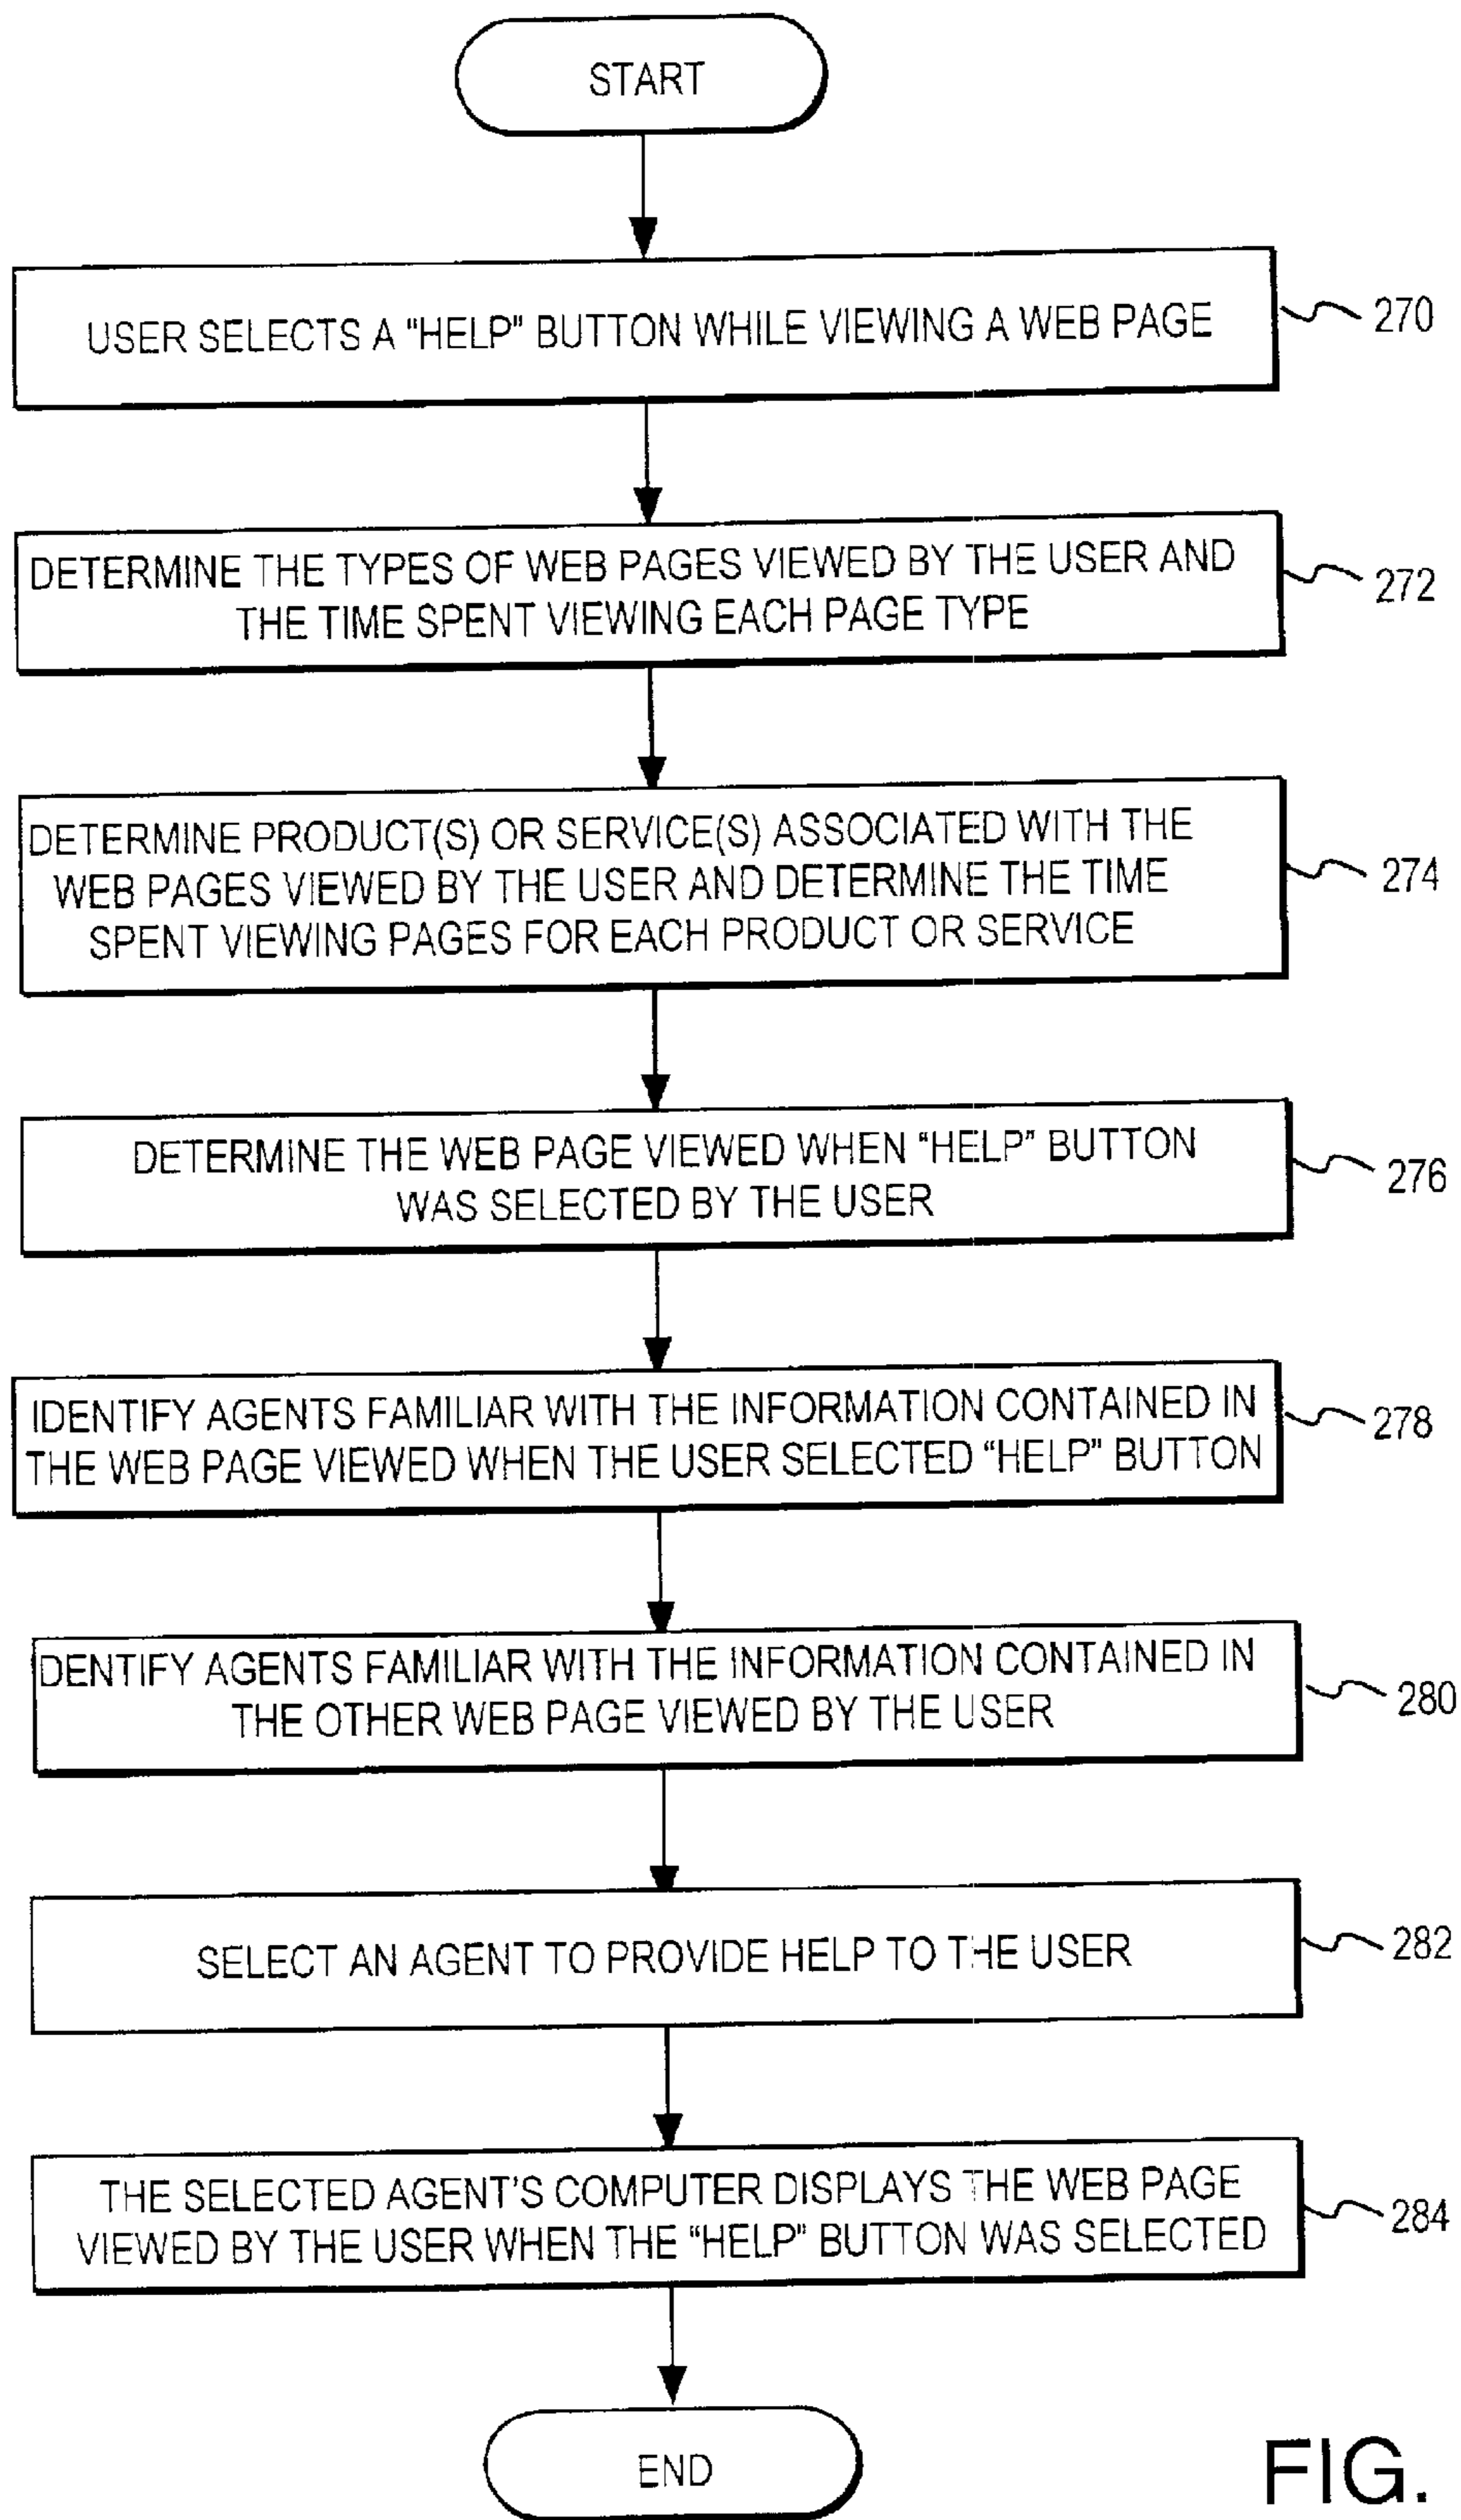 START
USER SELECTS A "HELP" BUTTON WHILE VIEWING A WEB PAGE
270
DETERMINE THE TYPES OF WEB PAGES VIEWED BY THE USER AND
THE TIME SPENT VIEWING EACH PAGE TYPE
272
DETERMINE PRODUCT(S) OR SERVICE(S) ASSOCIATED WITH THE
WEB PAGES VIEWED BY THE USER AND DETERMINE THE TIME
SPENT VIEWING PAGES FOR EACH PRODUCT OR SERVICE
274
DETERMINE THE WEB PAGE VIEWED WHEN "HELP" BUTTON
WAS SELECTED BY THE USER
276
IDENTIFY AGENTS FAMILIAR WITH THE INFORMATION CONTAINED IN
THE WEB PAGE VIEWED WHEN THE USER SELECTED "HELP" BUTTON
278
IDENTIFY AGENTS FAMILIAR WITH THE INFORMATION CONTAINED IN
THE OTHER WEB PAGE VIEWED BY THE USER
280
SELECT AN AGENT TO PROVIDE HELP TO THE USER
282
THE SELECTED AGENT'S COMPUTER DISPLAYS THE WEB PAGE
VIEWED BY THE USER WHEN THE "HELP" BUTTON WAS SELECTED
284
END
FIG.